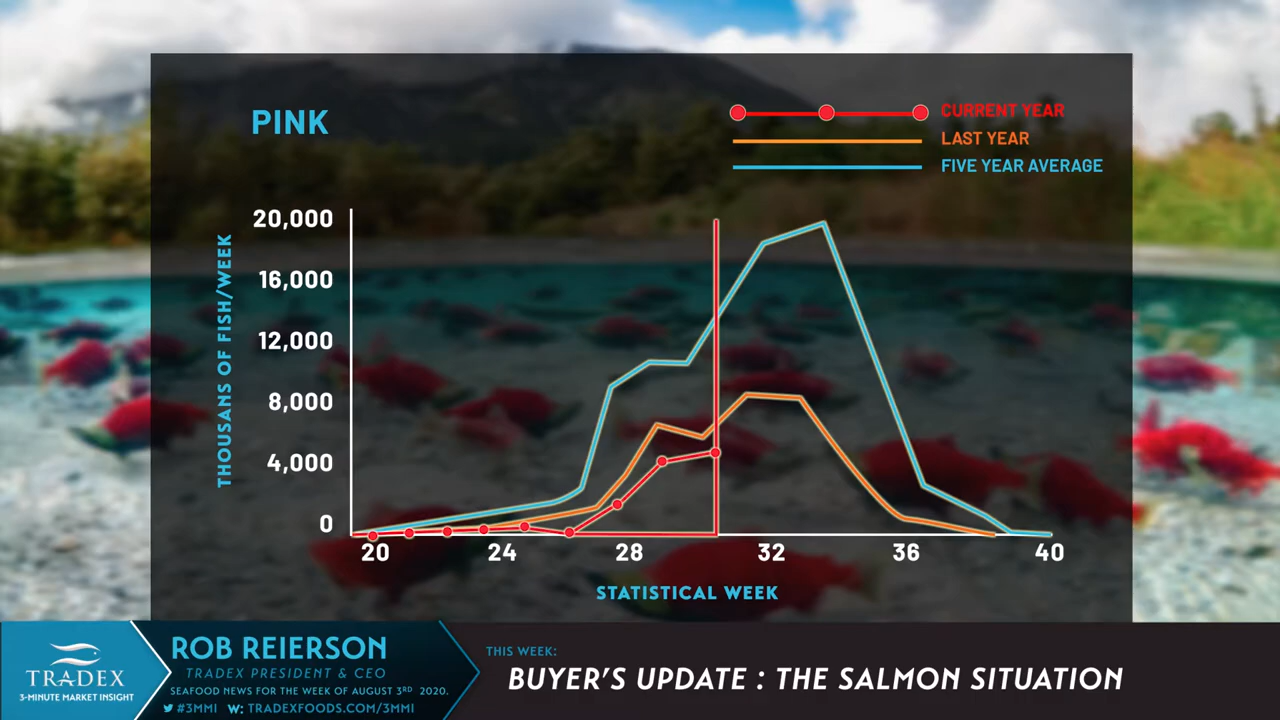 PINK
CURRENT YEAR
LAST YEAR
FIVE YEAR AVERAGE
THOUSANS OF FISH/WEEK
20,000
16,000
12,000
8,000
4,000
0
20 24 28 32 36 40
STATISTICAL WEEK
TRADEX
3-MINUTE MARKET INSIGHT
ROB REIERSON
TRADEX PRESIDENT & CEO
SEAFOOD NEWS FOR THE WEEK OF AUGUST 3RD 2020.
#3MMI W: TRADEXFOODS.COM/3MMI
THIS WEEK:
BUYER'S UPDATE : THE SALMON SITUATION